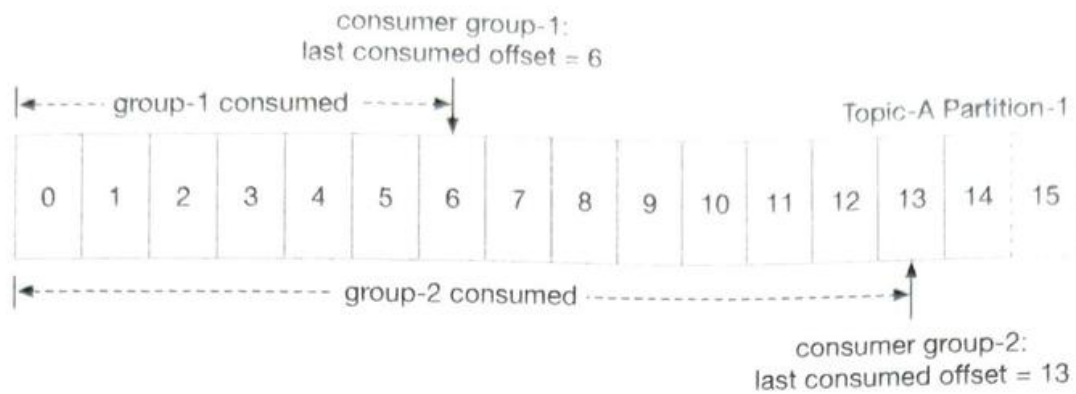 consumer group-1:
last consumed offset = 6
group-1 consumed
Topic-A Partition-1
0 1 2 3 4 5 6 7 8 9 10 11 12 13 14 15
group-2 consumed
consumer group-2:
last consumed offset = 13